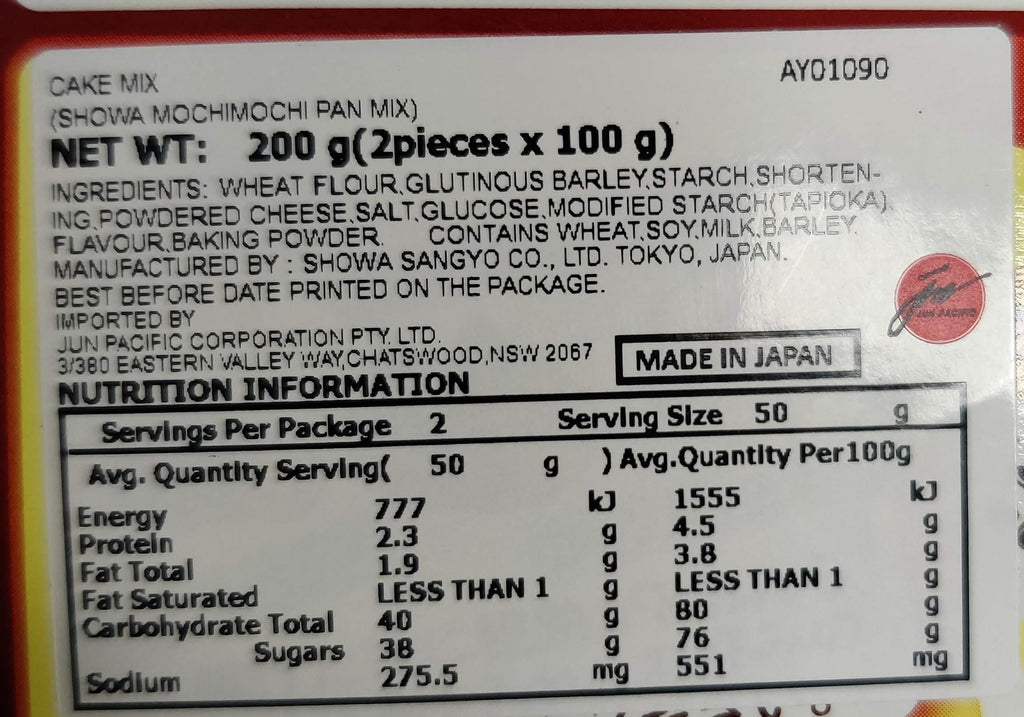 CAKE MIX
AY01090
(SHOWA MOCHIMOCHI PAN MIX)
NET WT: 200 g(2pieces x 100 g)
INGREDIENTS: WHEAT FLOUR,GLUTINOUS BARLEY,STARCH,SHORTEN-
ING,POWDERED CHEESE,SALT,GLUCOSE,MODIFIED STARCH(TAPIOKA),
FLAVOUR,BAKING POWDER. CONTAINS WHEAT,SOY,MILK,BARLEY.
MANUFACTURED BY : SHOWA SANGYO CO., LTD. TOKYO, JAPAN.
BEST BEFORE DATE PRINTED ON THE PACKAGE.
IMPORTED BY
JUN PACIFIC CORPORATION PTY. LTD.
3/380 EASTERN VALLEY WAY,CHATSWOOD,NSW 2067
JUN PACIFIC
MADE IN JAPAN
NUTRITION INFORMATION
Servings Per Package 2 Serving Size 50 g
Avg. Quantity Serving( 50 g ) Avg.Quantity Per100g
Energy 777 kJ 1555 kJ
Protein 2.3 g 4.5 g
Fat Total 1.9 g 3.8 g
Fat Saturated LESS THAN 1 g LESS THAN 1 g
Carbohydrate Total 40 g 80 g
Sugars 38 g 76 g
Sodium 275.5 mg 551 mg